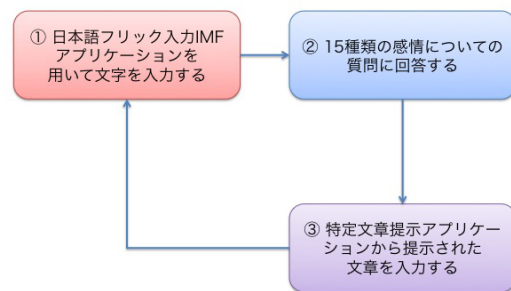 ① 日本語フリック入力IMF
アプリケーションを
用いて文字を入力する
② 15種類の感情についての
質問に回答する
③ 特定文章提示アプリケー
ションから提示された
文章を入力する